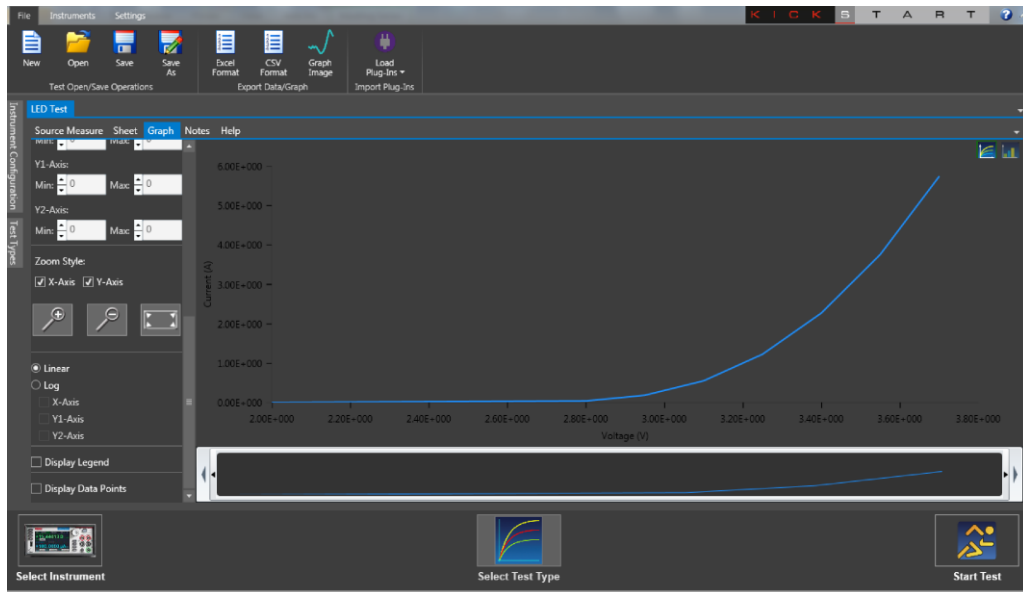 File Instruments Settings
KICKSTART
New Open Save Save As Excel Format CSV Format Graph Image Load Plug-Ins
Test Open/Save Operations Export Data/Graph Import Plug-Ins
Instrument Configuration
Test Types
LED Test
Source Measure Sheet Graph Notes Help
Min: 0 Max: 0
Y1-Axis:
Min: 0 Max: 0
Y2-Axis:
Min: 0 Max: 0
Zoom Style:
X-Axis Y-Axis
Linear
Log
X-Axis
Y1-Axis
Y2-Axis
Display Legend
Display Data Points
6.00E+000
5.00E+000
4.00E+000
3.00E+000
2.00E+000
1.00E+000
0.00E+000
Current (A)
2.00E+000 2.20E+000 2.40E+000 2.60E+000 2.80E+000 3.00E+000 3.20E+000 3.40E+000 3.60E+000 3.80E+000
Voltage (V)
Select Instrument
Select Test Type
Start Test